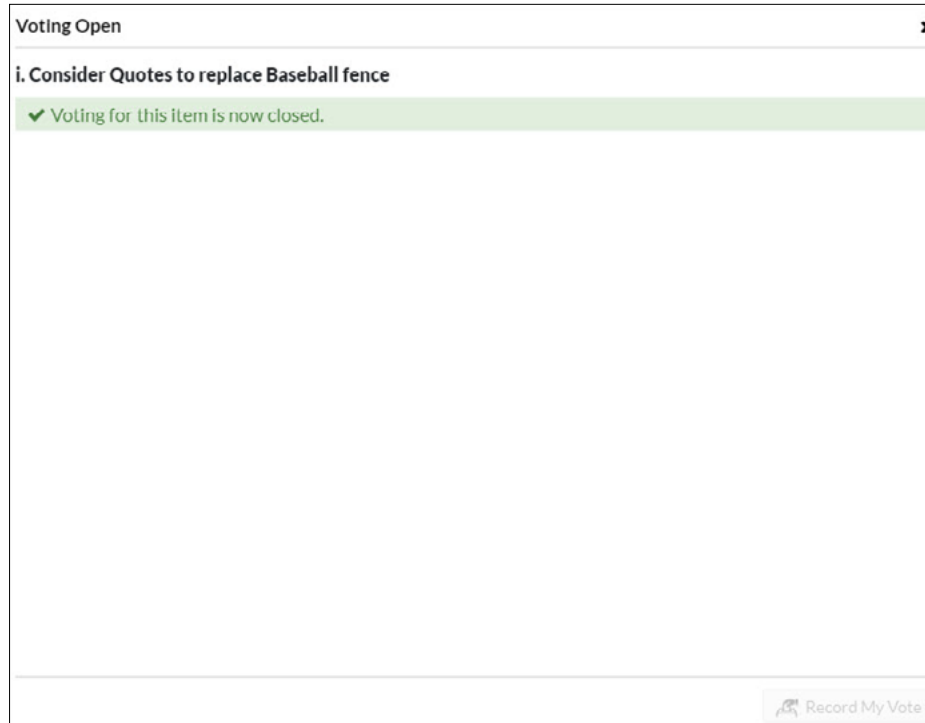 Voting Open
i. Consider Quotes to replace Baseball fence
✔ Voting for this item is now closed.
Record My Vote